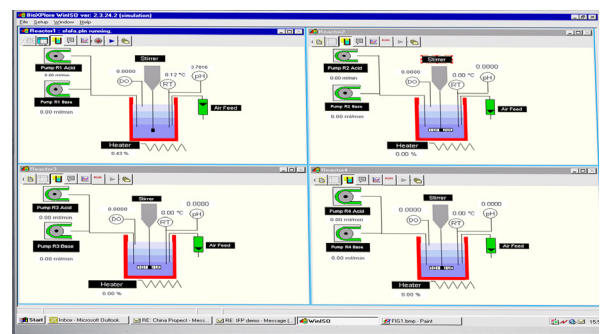 BioXPlore WinISO ver: 2.3.24.2 (simulation)
File Setup Window Help
Reactor1 : alafa.pln running.
Stirrer
Pump R1 Acid
0.00 ml/min
0.0000
DO
0.12 °C
RT
0.7016
pH
Pump R1 Base
0.00 ml/min
Air Feed
Heater
0.43 %
Reactor2
Stirrer
Pump R2 Acid
0.00 ml/min
0.0000
DO
0.00 °C
RT
0.0000
pH
Pump R2 Base
0.00 ml/min
Air Feed
Heater
0.00 %
Reactor3
Stirrer
Pump R3 Acid
0.00 ml/min
0.0000
DO
0.00 °C
RT
0.0000
pH
Pump R3 Base
0.00 ml/min
Air Feed
Heater
0.00 %
Reactor4
Stirrer
Pump R4 Acid
0.00 ml/min
0.0000
DO
0.00 °C
RT
0.0000
pH
Pump R4 Base
0.00 ml/min
Air Feed
Heater
0.00 %
Start
Inbox - Microsoft Outlook
RE: China Project - Mess...
RE: IFP demo - Message (...
WinISO
FIG1.bmp - Paint